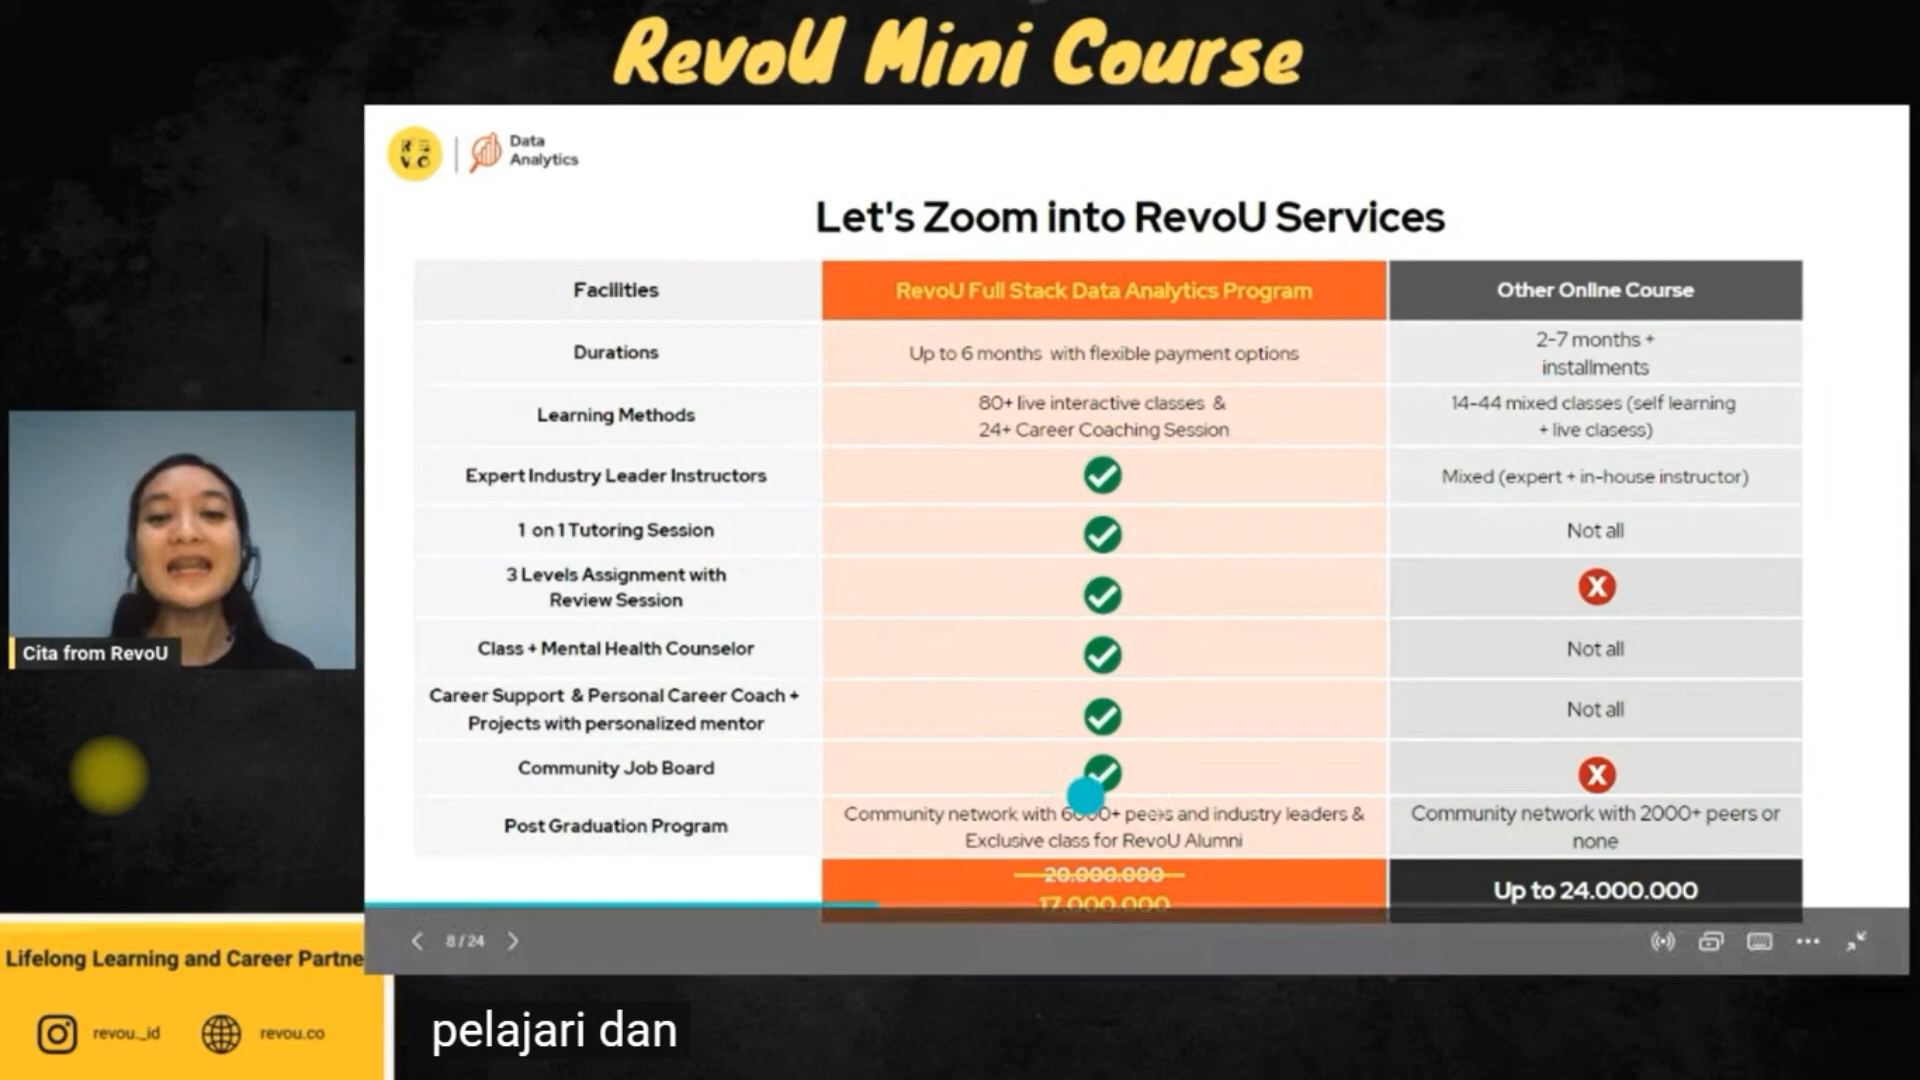 RevoU Mini Course
RE
VO
Data
Analytics
Let's Zoom into RevoU Services
Facilities
RevoU Full Stack Data Analytics Program
Other Online Course
Durations
Up to 6 months with flexible payment options
2-7 months +
installments
Learning Methods
80+ live interactive classes &
24+ Career Coaching Session
14-44 mixed classes (self learning
+ live clasess)
Expert Industry Leader Instructors
Mixed (expert + in-house instructor)
1 on 1 Tutoring Session
Not all
3 Levels Assignment with
Review Session
X
Class + Mental Health Counselor
Not all
Career Support & Personal Career Coach +
Projects with personalized mentor
Not all
Community Job Board
X
Post Graduation Program
Community network with 6000+ peers and industry leaders &
Exclusive class for RevoU Alumni
Community network with 2000+ peers or
none
20.000.000
17.000.000
Up to 24.000.000
Cita from RevoU
8 / 24
Lifelong Learning and Career Partne
revou_id
revou.co
pelajari dan